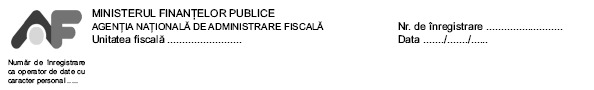 MINISTERUL FINANȚELOR PUBLICE
AGENȚIA NAȚIONALĂ DE ADMINISTRARE FISCALĂ
Unitatea fiscală .........................
Nr. de înregistrare ..........................
Data ......./......./......
AF
Număr de înregistrare
ca operator de date cu
caracter personal .....